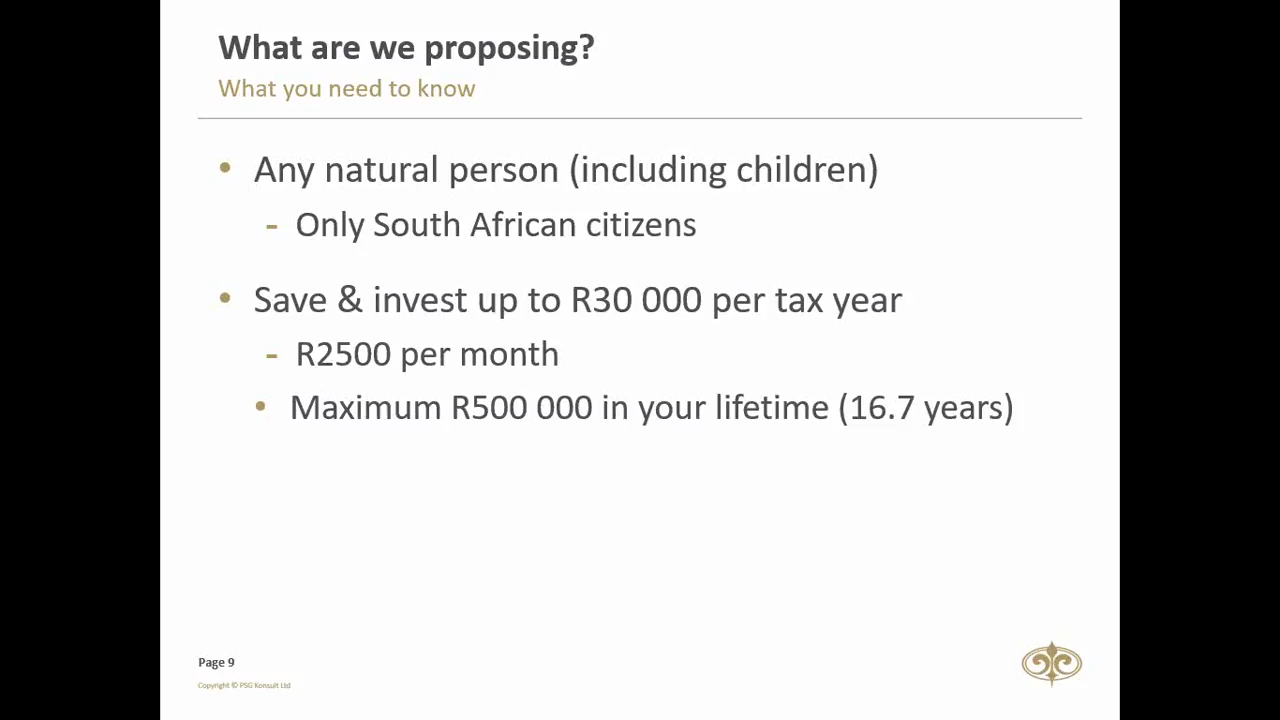 What are we proposing?
What you need to know
• Any natural person (including children)
- Only South African citizens
• Save & invest up to R30 000 per tax year
- R2500 per month
• Maximum R500 000 in your lifetime (16.7 years)
Page 9
Copyright © PSG Konsult Ltd